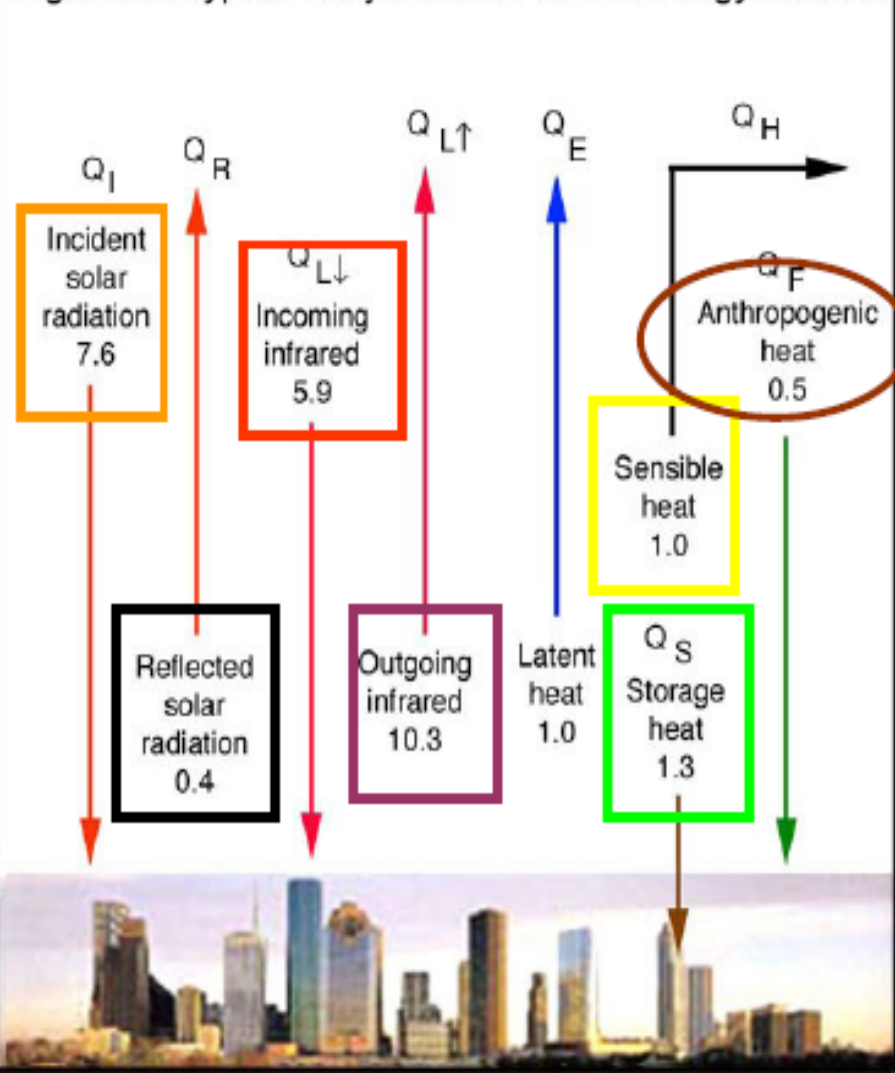 Q I
Incident
solar
radiation
7.6
Q R
Reflected
solar
radiation
0.4
Q L↓
Incoming
infrared
5.9
Q L↑
Outgoing
infrared
10.3
Q E
Latent
heat
1.0
Q H
Sensible
heat
1.0
Q S
Storage
heat
1.3
Q F
Anthropogenic
heat
0.5